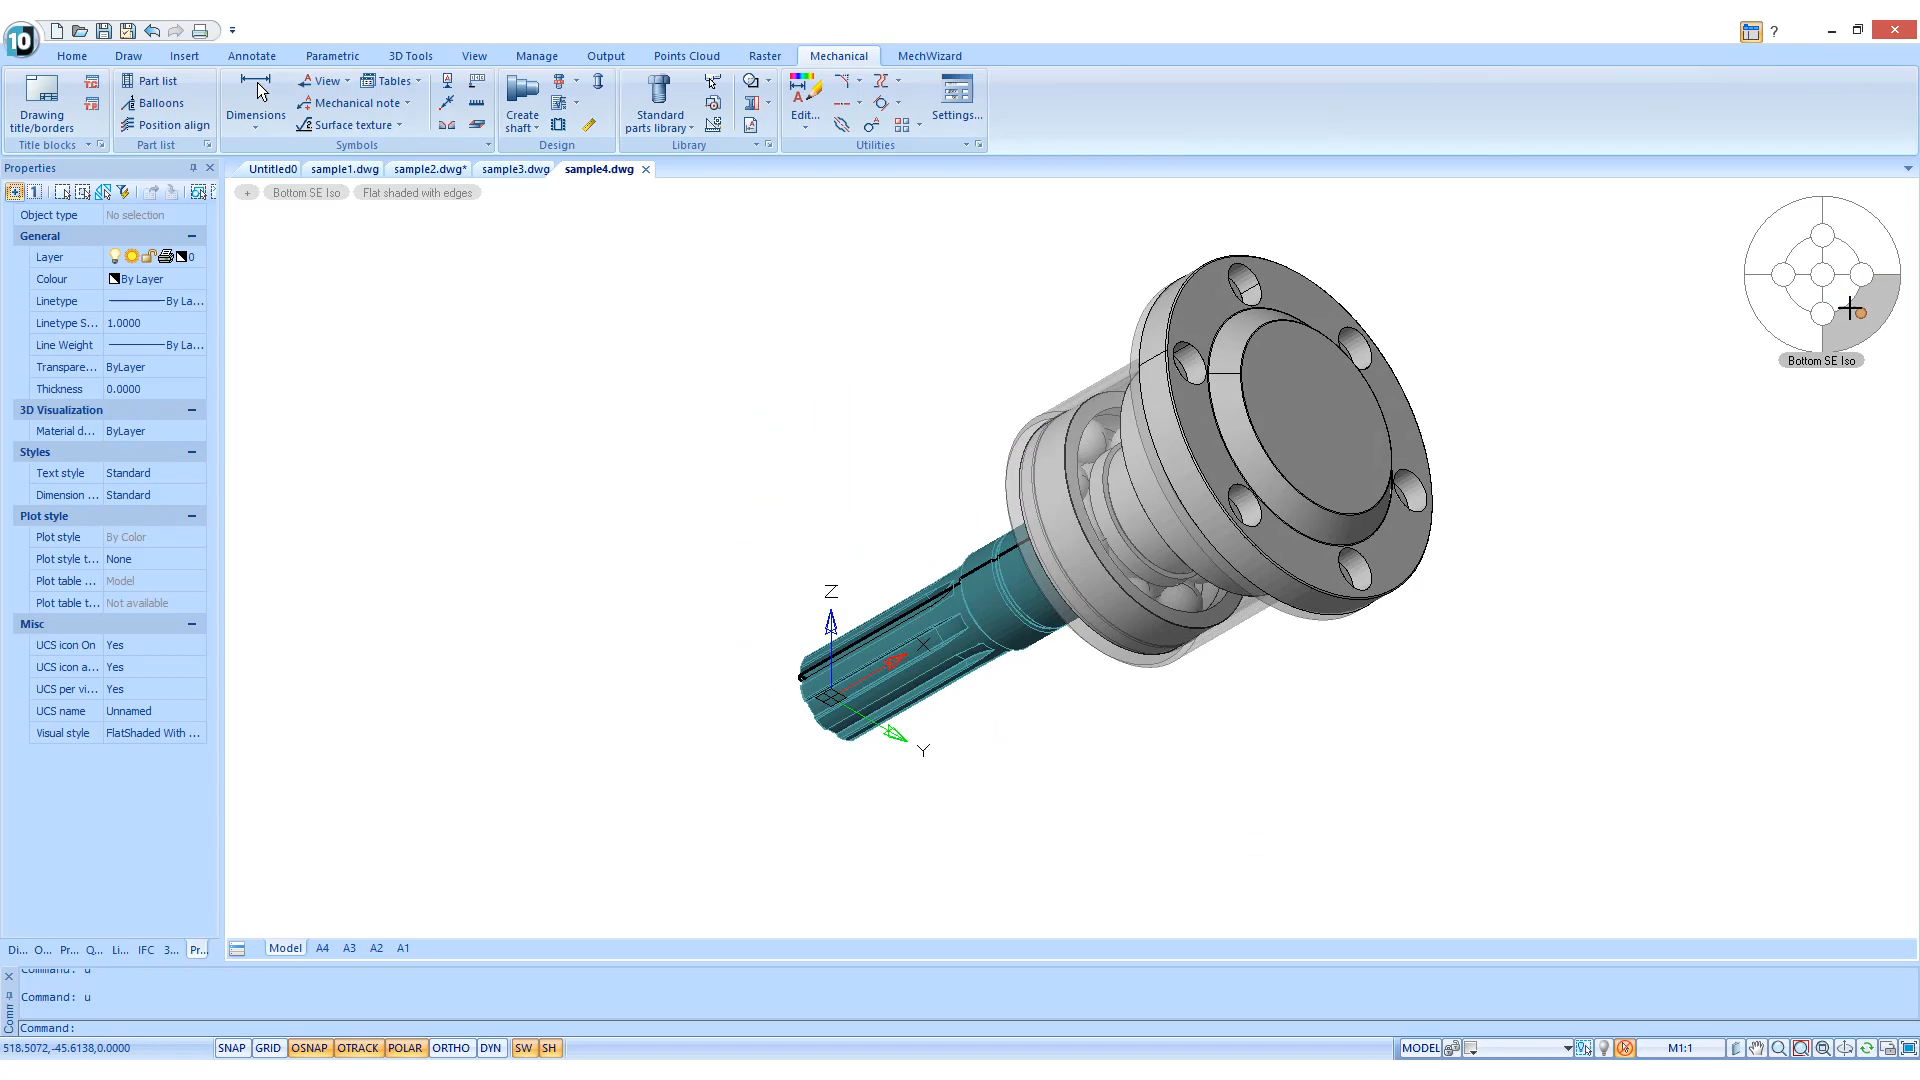 10
?
Home Draw Insert Annotate Parametric 3D Tools View Manage Output Points Cloud Raster Mechanical MechWizard
Drawing title/borders
T.C.
T.P.
Title blocks
Part list
Balloons
Position align
Part list
Dimensions
View
Tables
Mechanical note
Surface texture
Symbols
Create shaft
Design
Standard parts library
Library
Edit...
Settings...
Utilities
Properties
Untitled0 sample1.dwg sample2.dwg* sample3.dwg sample4.dwg
+ Bottom SE Iso Flat shaded with edges
Object type No selection
General
Layer 0
Colour By Layer
Linetype By La...
Linetype S... 1.0000
Line Weight By La...
Transpare... ByLayer
Thickness 0.0000
3D Visualization
Material d... ByLayer
Styles
Text style Standard
Dimension ... Standard
Plot style
Plot style By Color
Plot style t... None
Plot table ... Model
Plot table t... Not available
Misc
UCS icon On Yes
UCS icon a... Yes
UCS per vi... Yes
UCS name Unnamed
Visual style FlatShaded With ...
Bottom SE Iso
Z
X
Y
Di... O... Pr... Q... Li... IFC 3... Pr...
Model A4 A3 A2 A1
Command: u
Command: u
Command:
Comm
518.5072,-45.6138,0.0000 SNAP GRID OSNAP OTRACK POLAR ORTHO DYN SW SH MODEL M1:1